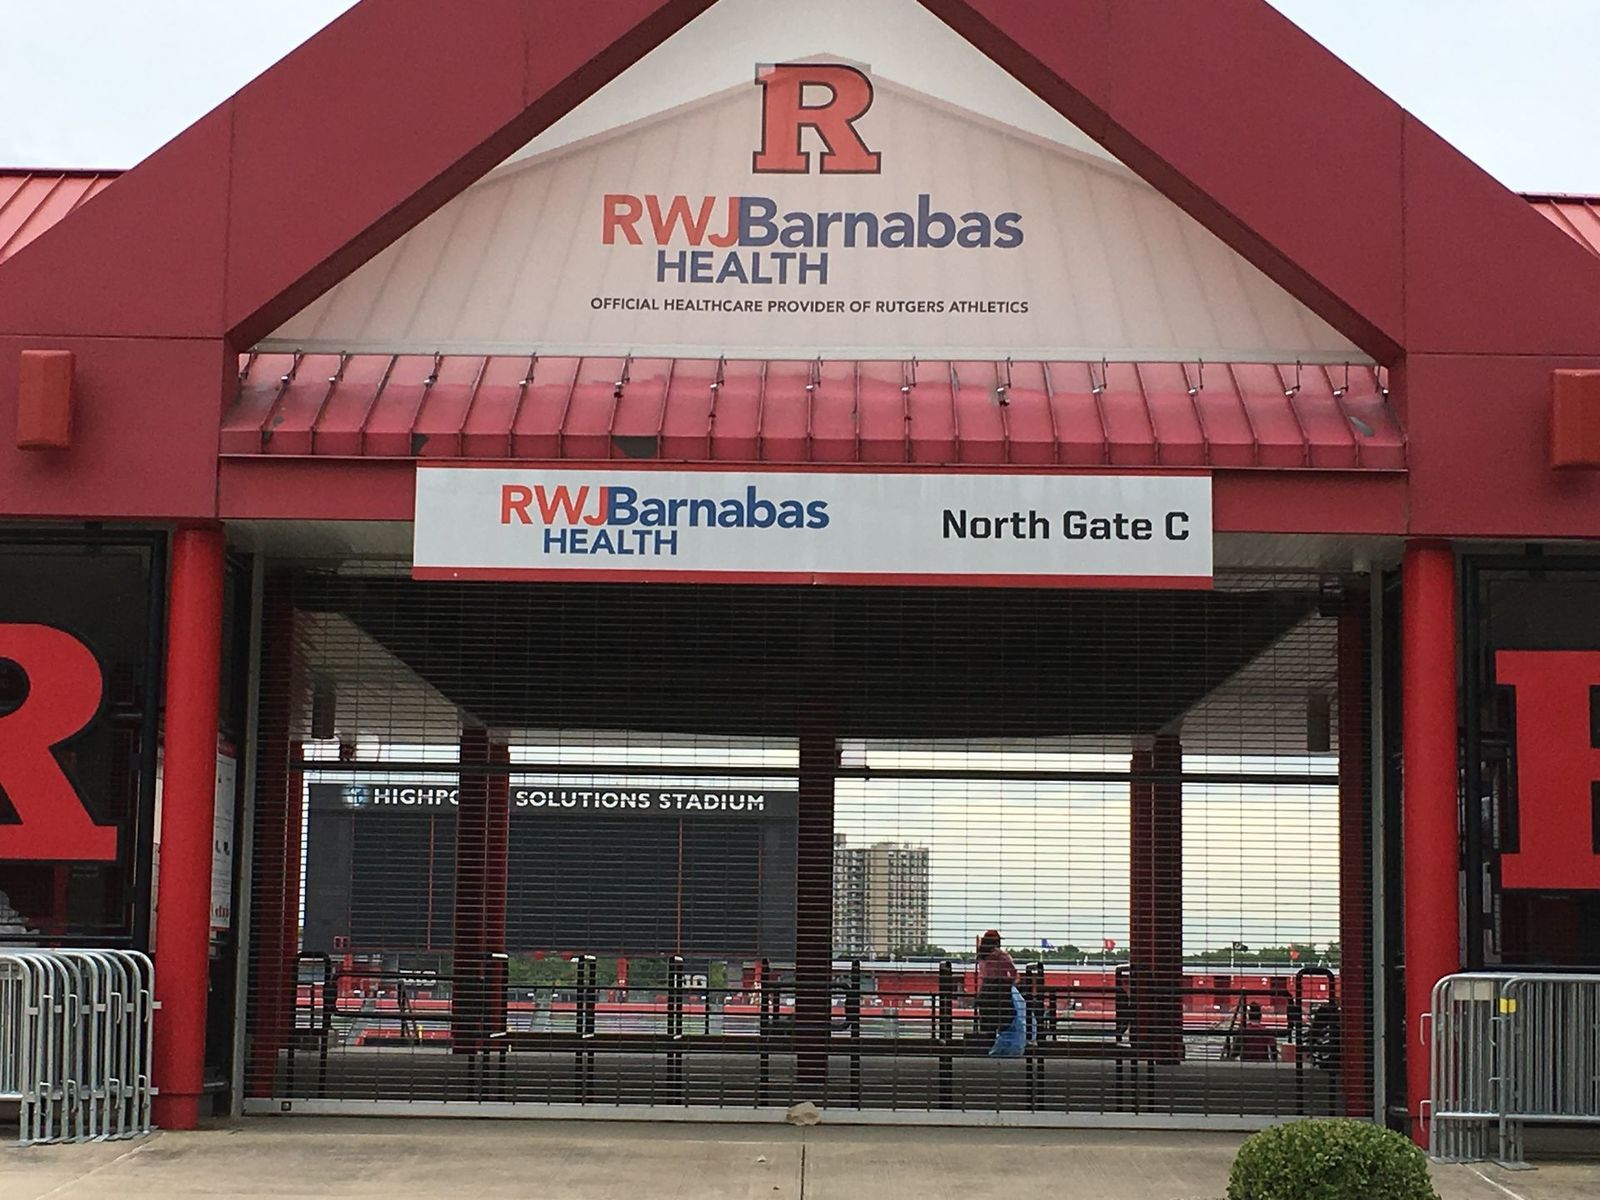 R
RWJBarnabas
HEALTH
OFFICIAL HEALTHCARE PROVIDER OF RUTGERS ATHLETICS
RWJBarnabas
HEALTH
North Gate C
R
R
SOLUTIONS STADIUM